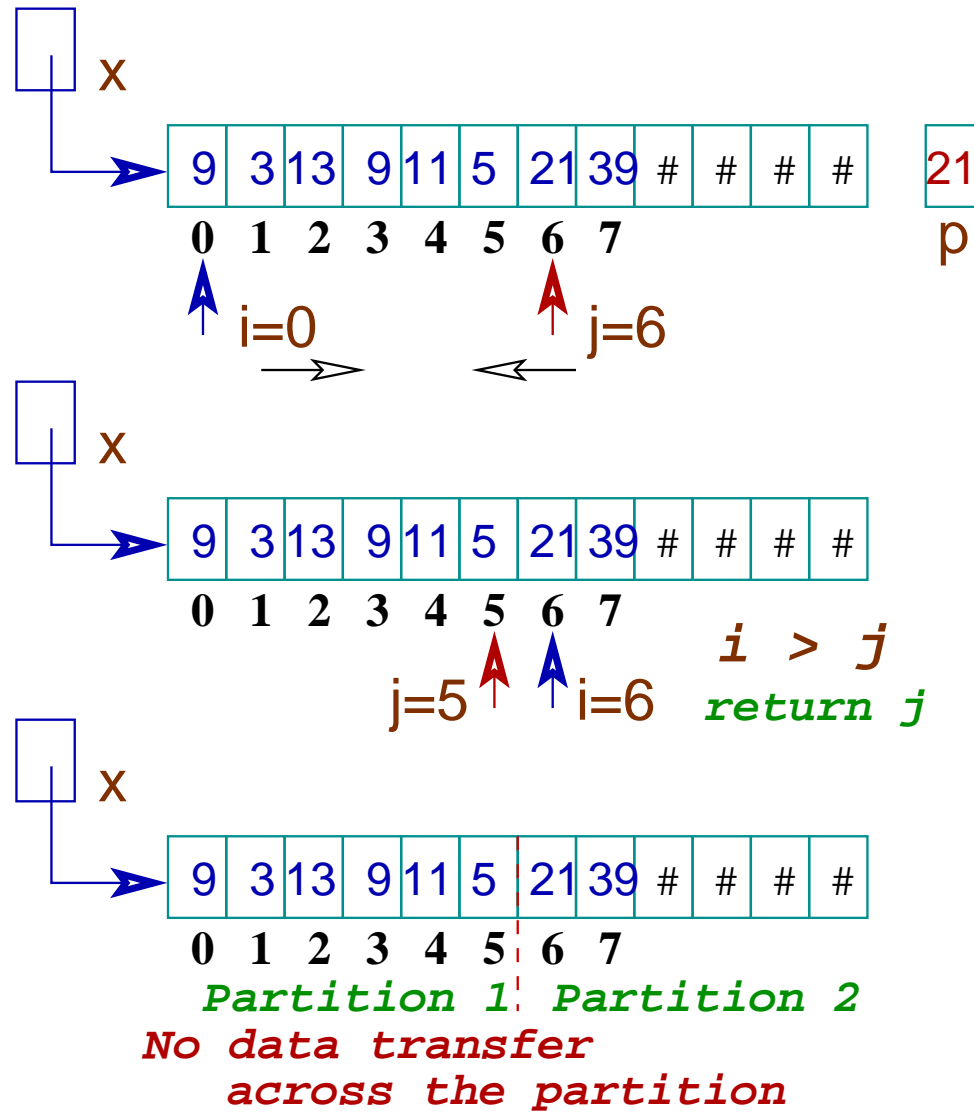 x
9 3 13 9 11 5 21 39 # # # # 21
0 1 2 3 4 5 6 7 p
i=0 j=6
x
9 3 13 9 11 5 21 39 # # # #
0 1 2 3 4 5 6 7
i > j
j=5 i=6 return j
x
9 3 13 9 11 5 21 39 # # # #
0 1 2 3 4 5 6 7
Partition 1 Partition 2
No data transfer
across the partition